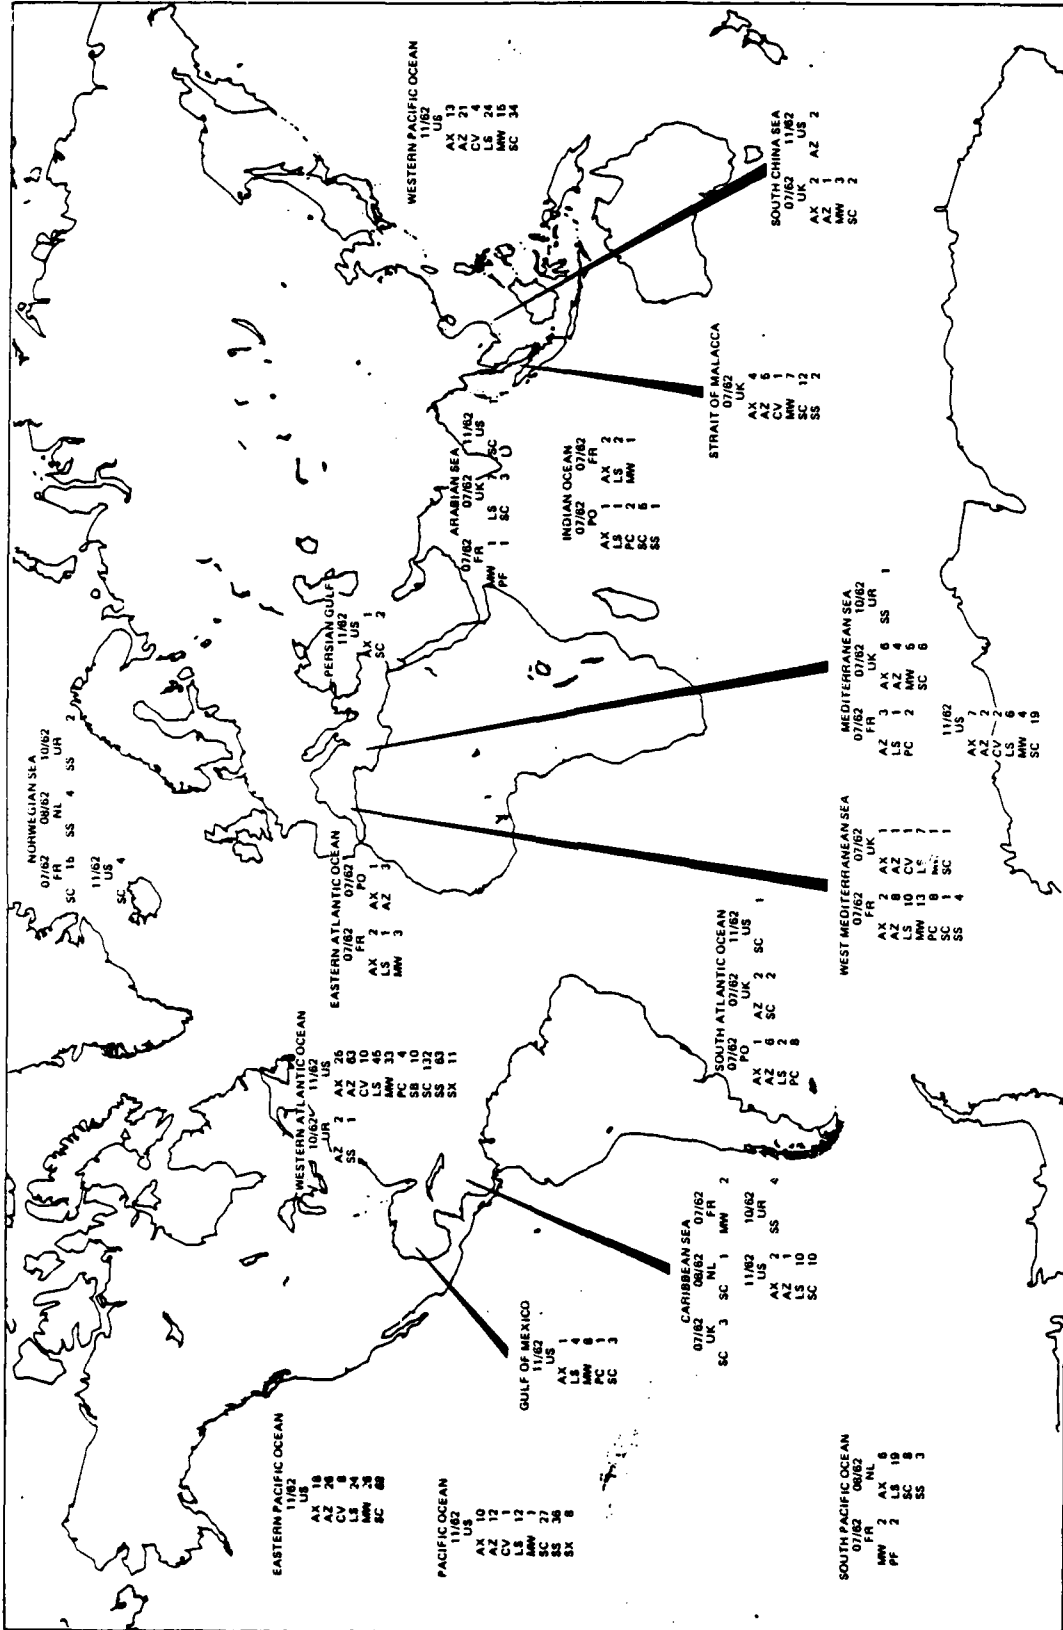 NORWEGIAN SEA
07/62 08/62 10/62
FR NL UR
SC 15 SS 4 SS 2
11/62
US
SC 4
EASTERN PACIFIC OCEAN
11/62
US
AX 18
AZ 26
CV 8
LS 24
MW 26
SC 68
WESTERN ATLANTIC OCEAN
10/62 11/62
UR US
AZ 2 AX 26
SS 1 AZ 63
CV 10
LS 45
MW 33
PC 4
SB 10
SC 132
SS 63
SX 11
EASTERN ATLANTIC OCEAN
07/62 07/62
FR PO
AX 2 AX 1
LS 1 AZ 3
MW 3
PERSIAN GULF
11/62
US
AX 1
SC 2
WESTERN PACIFIC OCEAN
11/62
US
AX 13
AZ 21
CV 4
LS 24
MW 15
SC 34
PACIFIC OCEAN
11/62
US
AX 10
AZ 12
CV 1
LS 12
MW 1
SC 27
SS 36
SX 8
ARABIAN SEA
07/62 07/62 11/62
FR UK US
MW 1 LS 7 SC
PF 1 SC 3
GULF OF MEXICO
11/62
US
AX 1
LS 4
MW 6
PC 1
SC 3
INDIAN OCEAN
07/62 07/62
PO FR
AX 1 AX 2
LS 1 LS 2
PC 2 MW 1
SC 5
SS 1
CARIBBEAN SEA
07/62 08/62 07/62
UK NL FR
SC 3 SC 1 MW 2
11/62 10/62
US UR
AX 2 SS 4
AZ 1
LS 10
SC 10
SOUTH ATLANTIC OCEAN
07/62 07/62 11/62
PO UK US
AX 1 AZ 2 SC 1
AZ 6 SC 2
LS 2
PC 8
STRAIT OF MALACCA
07/62
UK
AX 4
AZ 5
CV 1
MW 7
SC 12
SS 2
SOUTH CHINA SEA
07/62 11/62
UK US
AX 2 AZ 2
AZ 1
MW 3
SC 2
SOUTH PACIFIC OCEAN
07/62 08/62
FR NL
MW 2 AX 5
PF 2 LS 19
SC 8
SS 3
WEST MEDITERRANEAN SEA
07/62 07/62
FR UK
AX 2 AX 1
AZ 8 AZ 1
LS 10 CV 1
MW 13 LS 7
PC 8 1
SC 1 SC 1
SS 4
MEDITERRANEAN SEA
07/62 07/62 10/62
FR UK UR
AZ 3 AX 6 SS 1
LS 1 AZ 4
PC 2 MW 5
SC 6
11/62
US
AX 7
AZ 2
CV 2
LS 6
MW 4
SC 19